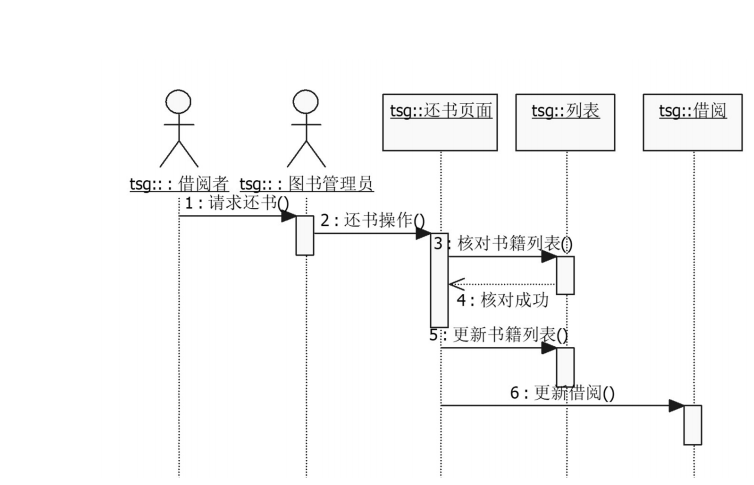 tsg::还书页面
tsg::列表
tsg::借阅
tsg:: : 借阅者
tsg:: : 图书管理员
1 : 请求还书()
2 : 还书操作()
3 : 核对书籍列表()
4 : 核对成功
5 : 更新书籍列表()
6 : 更新借阅()